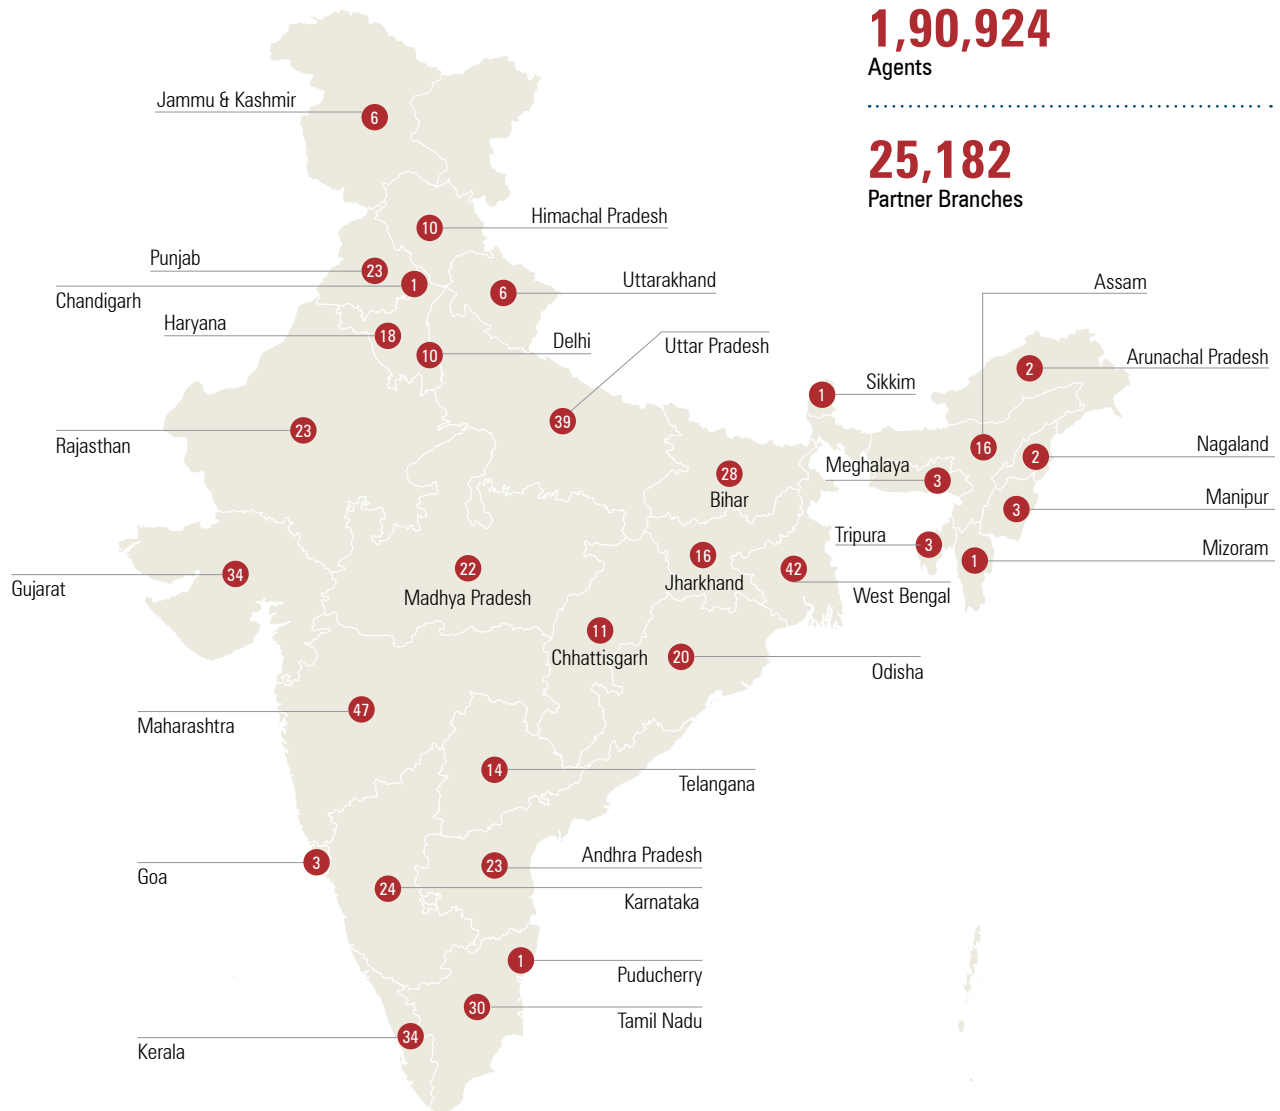 1,90,924
Agents
25,182
Partner Branches
Jammu & Kashmir
6
Himachal Pradesh
10
Punjab
23
Chandigarh
1
Uttarakhand
6
Haryana
18
Delhi
10
Uttar Pradesh
39
Rajasthan
23
Assam
16
Arunachal Pradesh
2
Sikkim
1
Nagaland
2
Meghalaya
3
Bihar
28
Manipur
3
Tripura
3
Mizoram
1
Jharkhand
16
West Bengal
42
Gujarat
34
Madhya Pradesh
22
Chhattisgarh
11
Odisha
20
Maharashtra
47
Telangana
14
Goa
3
Andhra Pradesh
23
Karnataka
24
Puducherry
1
Tamil Nadu
30
Kerala
34